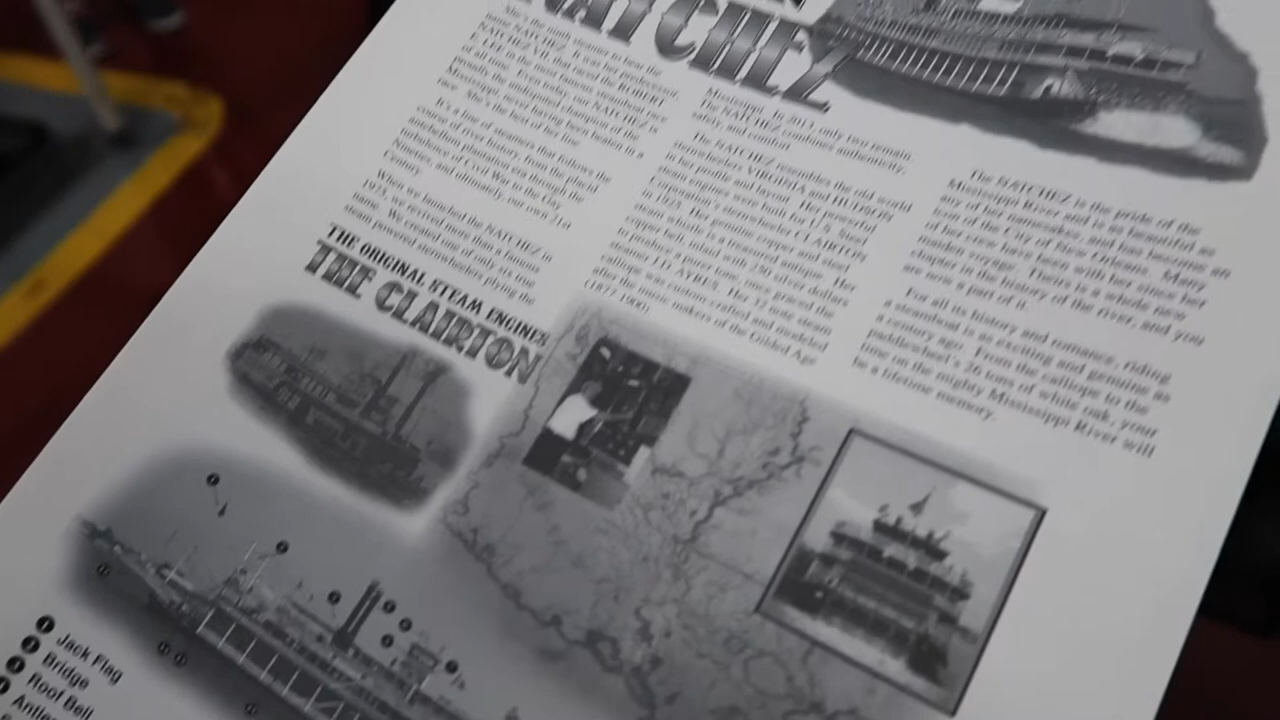 NATCHEZ
She's the ninth steamer to bear the
name NATCHEZ. It was her predecessor,
NATCHEZ VII, that raced the ROBERT
E. LEE in the most famous steamboat race
of all time. Even today, our NATCHEZ is
proudly the undisputed champion of the
Mississippi, never having been beaten in a
race. She's the best of her line.
It's a line of steamers that follows the
course of river history, from the placid
antebellum plantation era through the
turbulence of Civil War to the Gay
Nineties, and ultimately, our own 21st
Century.
When we launched the NATCHEZ in
1975, we revived more than a famous
name. We created one of only six true
steam powered sternwheelers plying the
Mississippi. In 2013, only two remain.
The NATCHEZ combines authenticity,
safety, and comfort.
The NATCHEZ resembles the old world
sternwheelers VIRGINIA and HUDSON
in her profile and layout. Her powerful
steam engines were built for U.S. Steel
Corporation's sternwheeler CLAIRTON
in 1925. Her genuine copper and steel
steam whistle is a treasured antique. Her
copper bell, inlaid with 250 silver dollars
to produce a purer tone, once graced the
steamer J.D. AYRES. Her 32 note steam
calliope was custom crafted and modeled
after the music makers of the Gilded Age
(1877-1900).
The NATCHEZ is the pride of the
Mississippi River and is as beautiful as
any of her namesakes, and has become an
icon of the City of New Orleans. Many
of her crew have been with her since her
maiden voyage. Theirs is a whole new
chapter in the history of the river, and you
are now a part of it.
For all its history and romance, riding
a steamboat is as exciting and genuine as
a century ago. From the calliope to the
paddlewheel's 26 tons of white oak, your
time on the mighty Mississippi River will
be a lifetime memory.
THE ORIGINAL STEAM ENGINES
THE CLAIRTON
Jack Flag
Bridge
Roof Bell